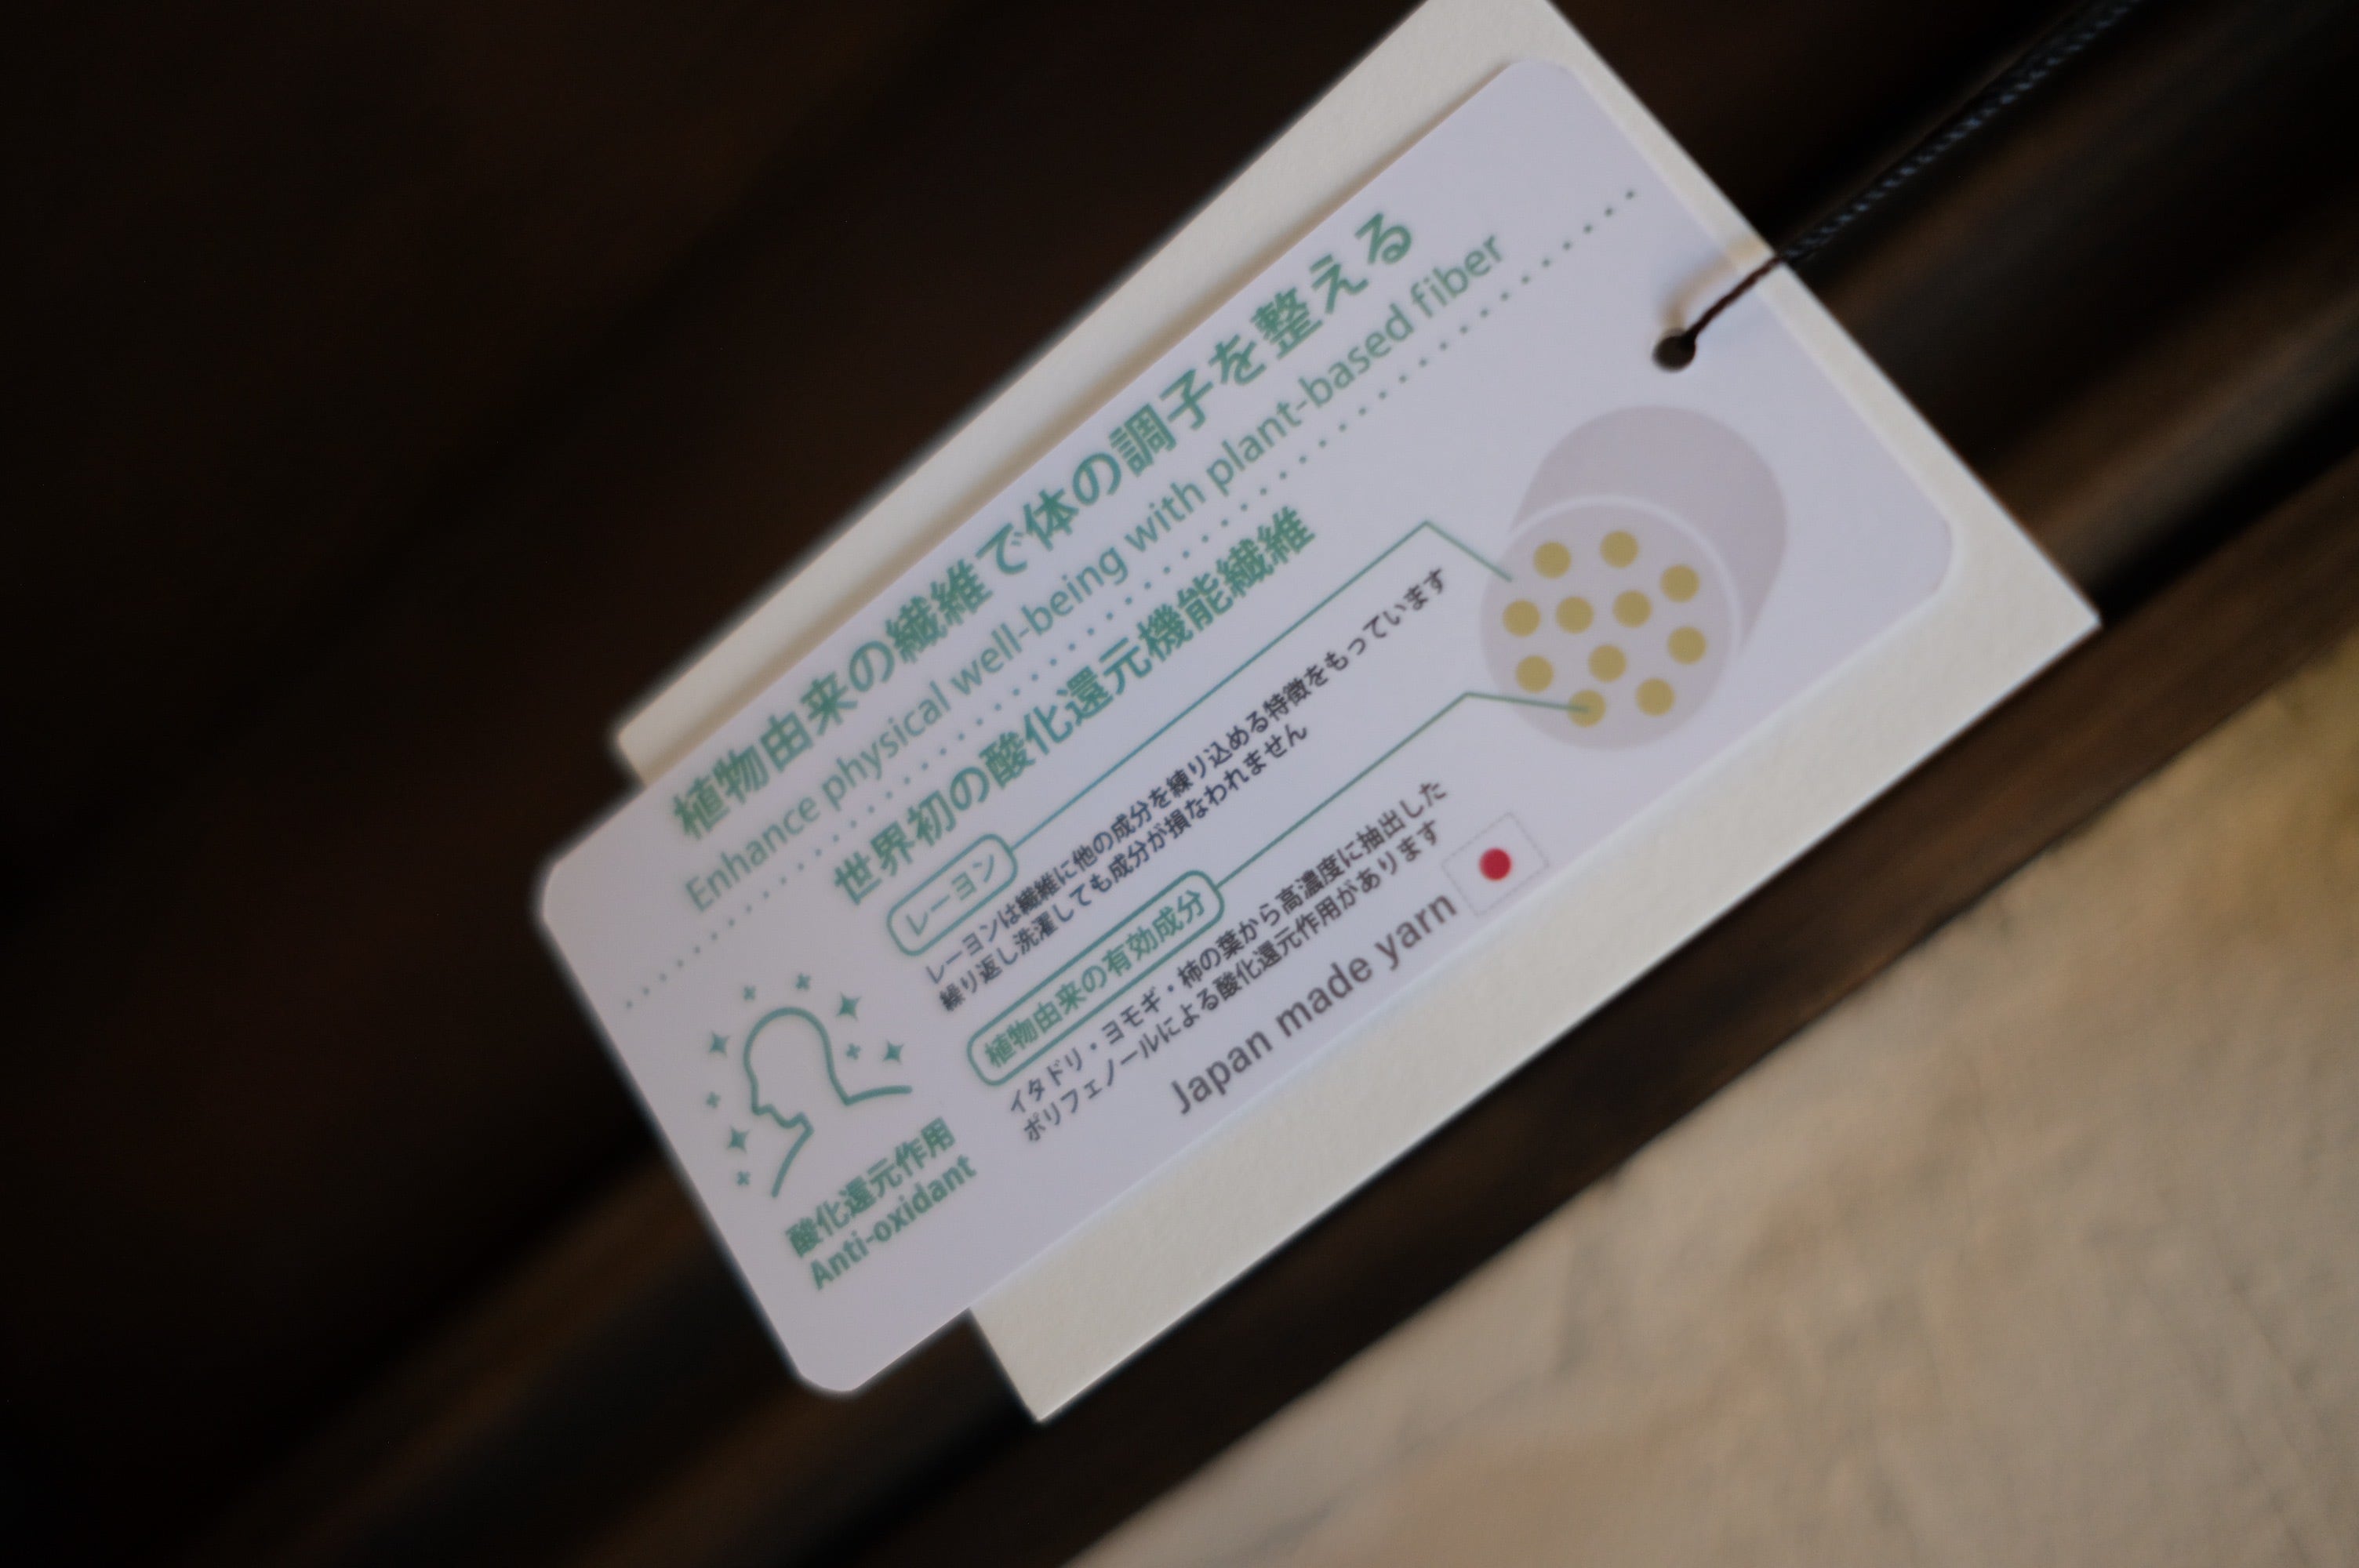 植物由来の繊維で体の調子を整える
Enhance physical well-being with plant-based fiber
世界初の酸化還元機能繊維
レーヨン
レーヨンは繊維に他の成分を練り込める特徴をもっています
繰り返し洗濯しても成分が損なわれません
植物由来の有効成分
イタドリ・ヨモギ・柿の葉から高濃度に抽出した
ポリフェノールによる酸化還元作用があります
Japan made yarn
酸化還元作用
Anti-oxidant